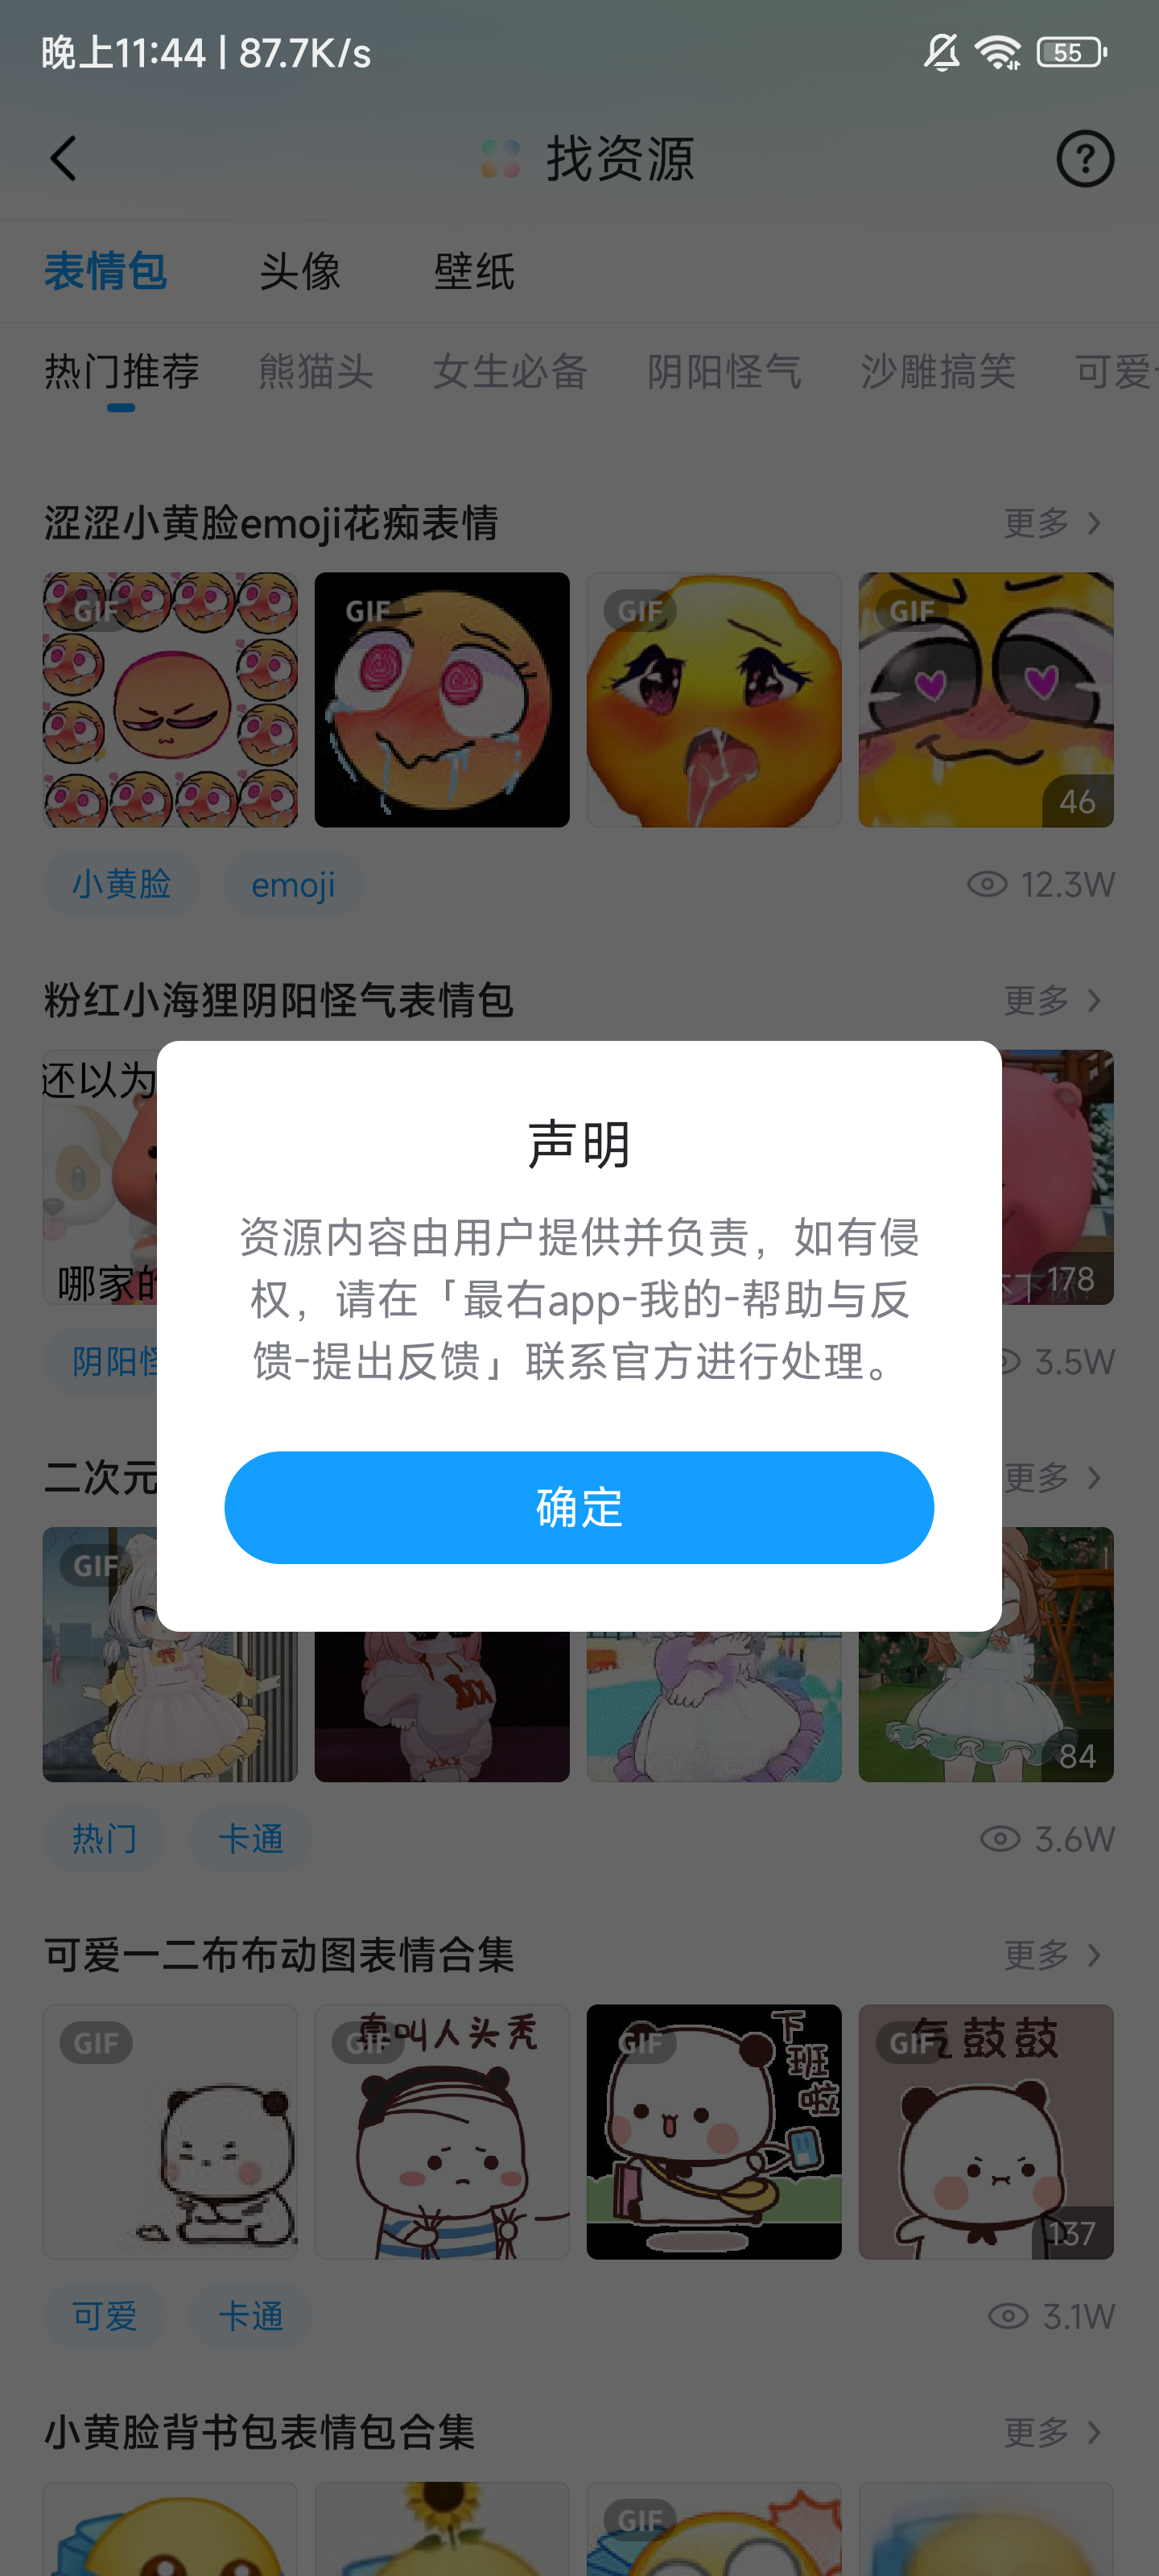 晚上11:44 | 87.7K/s
55
找资源
表情包 头像 壁纸
热门推荐 熊猫头 女生必备 阴阳怪气 沙雕搞笑 可爱
涩涩小黄脸emoji花痴表情 更多
GIF GIF GIF GIF
46
小黄脸 emoji 12.3W
粉红小海狸阴阳怪气表情包 更多
还以为
哪家的
178
阴阳怪 3.5W
声明
资源内容由用户提供并负责，如有侵
权，请在「最右app-我的-帮助与反
馈-提出反馈」联系官方进行处理。
确定
二次元 更多
GIF
84
热门 卡通 3.6W
可爱一二布布动图表情合集 更多
GIF GIF GIF GIF
真叫人头秃
下班啦
气鼓鼓
137
可爱 卡通 3.1W
小黄脸背书包表情包合集 更多
GIF